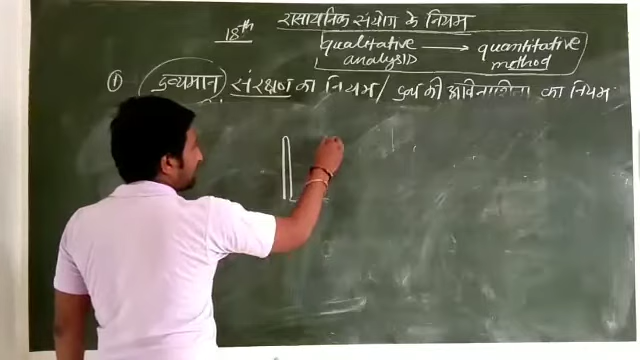 रासायनिक संयोग के नियम
18th
qualitative → quantitative
analysis method
① द्रव्यमान संरक्षण का नियम / द्रव्य की अविनाशिता का नियम